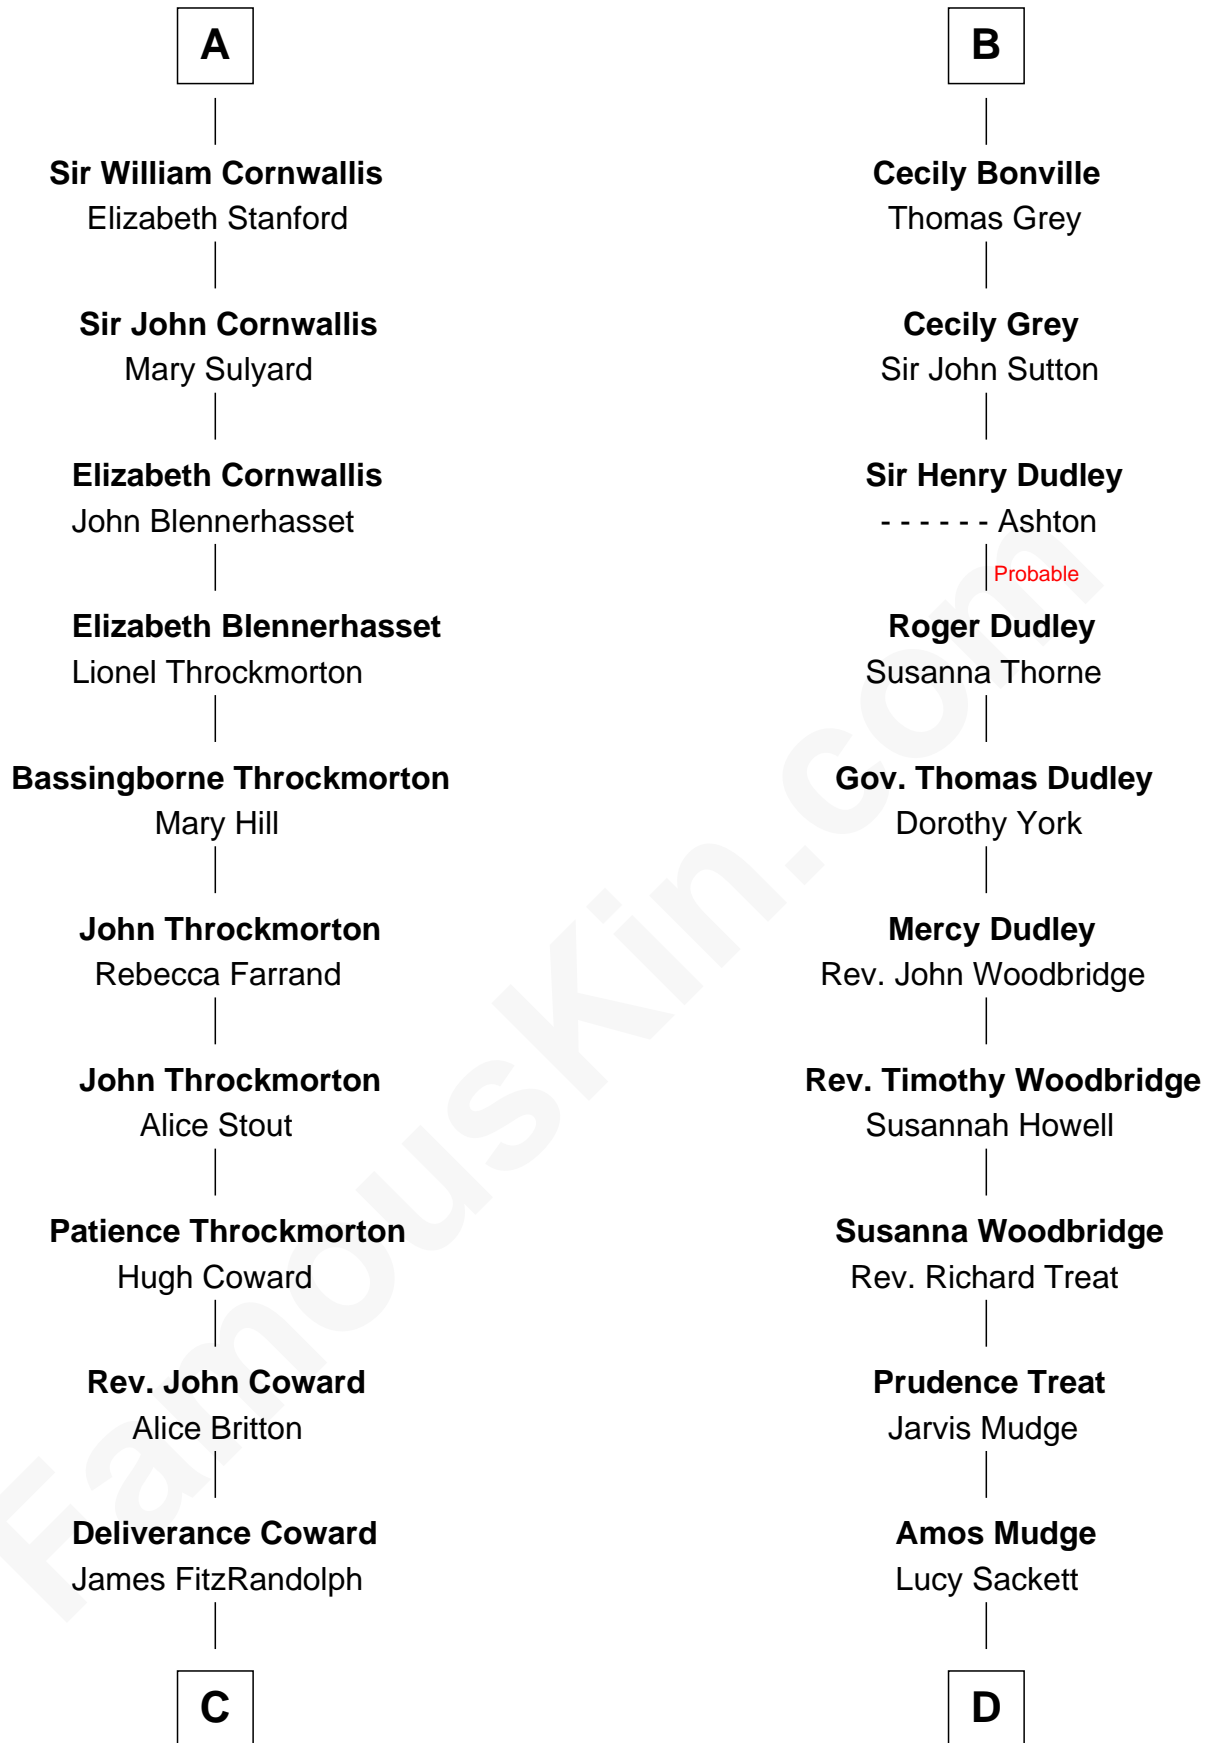 A
Sir William Cornwallis
Elizabeth Stanford
Sir John Cornwallis
Mary Sulyard
Elizabeth Cornwallis
John Blennerhasset
Elizabeth Blennerhasset
Lionel Throckmorton
Bassingborne Throckmorton
Mary Hill
John Throckmorton
Rebecca Farrand
John Throckmorton
Alice Stout
Patience Throckmorton
Hugh Coward
Rev. John Coward
Alice Britton
Deliverance Coward
James FitzRandolph
C
B
Cecily Bonville
Thomas Grey
Cecily Grey
Sir John Sutton
Sir Henry Dudley
- - - - - - Ashton
Probable
Roger Dudley
Susanna Thorne
Gov. Thomas Dudley
Dorothy York
Mercy Dudley
Rev. John Woodbridge
Rev. Timothy Woodbridge
Susannah Howell
Susanna Woodbridge
Rev. Richard Treat
Prudence Treat
Jarvis Mudge
Amos Mudge
Lucy Sackett
D
FamousKin.com